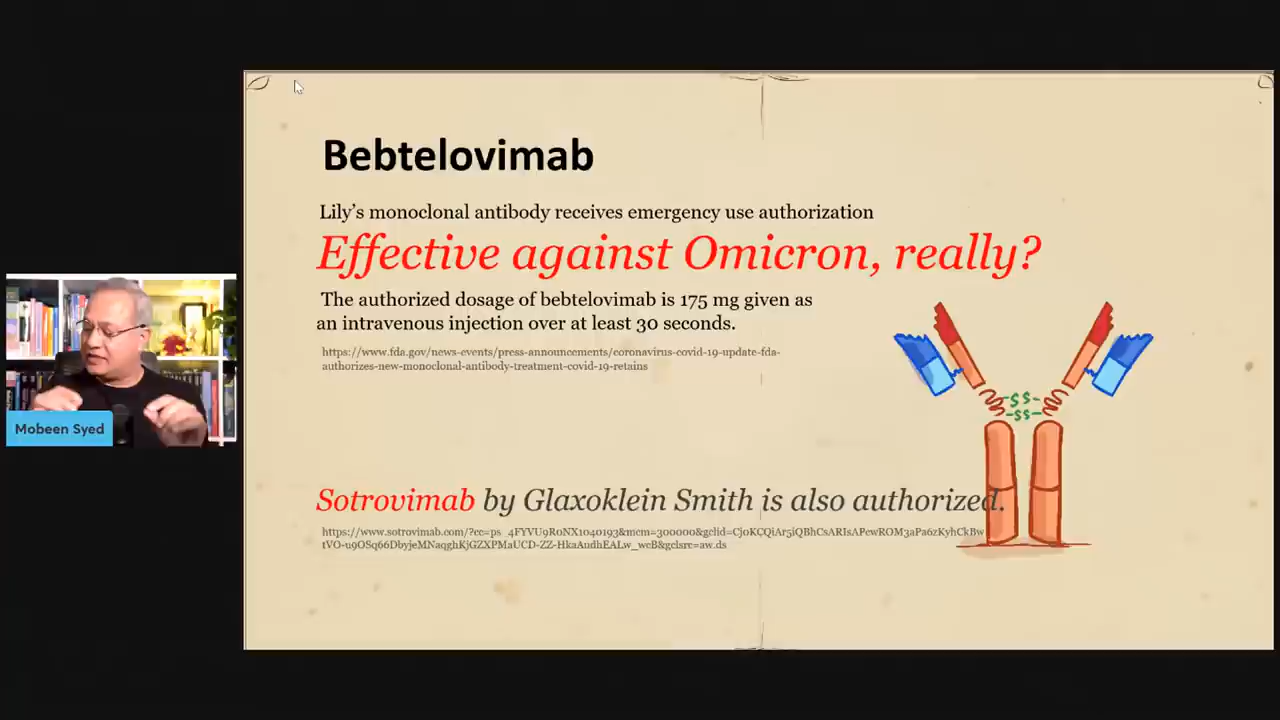 Bebtelovimab
Lily's monoclonal antibody receives emergency use authorization
Effective against Omicron, really?
The authorized dosage of bebtelovimab is 175 mg given as
an intravenous injection over at least 30 seconds.
https://www.fda.gov/news-events/press-announcements/coronavirus-covid-19-update-fda-
authorizes-new-monoclonal-antibody-treatment-covid-19-retains
-$$-
-$$-
Mobeen Syed
Sotrovimab by Glaxoklein Smith is also authorized.